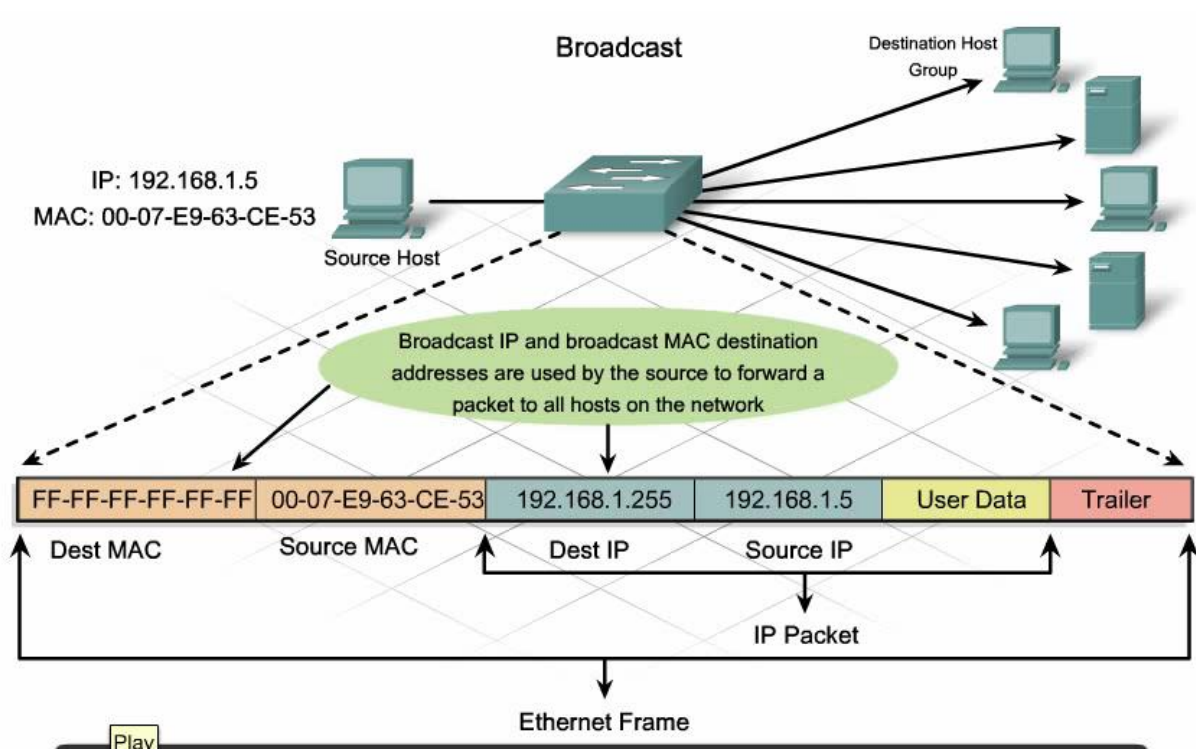 Broadcast
Destination Host
Group
IP: 192.168.1.5
MAC: 00-07-E9-63-CE-53
Source Host
Broadcast IP and broadcast MAC destination
addresses are used by the source to forward a
packet to all hosts on the network
FF-FF-FF-FF-FF-FF 00-07-E9-63-CE-53 192.168.1.255 192.168.1.5 User Data Trailer
Dest MAC Source MAC Dest IP Source IP
IP Packet
Ethernet Frame
Play